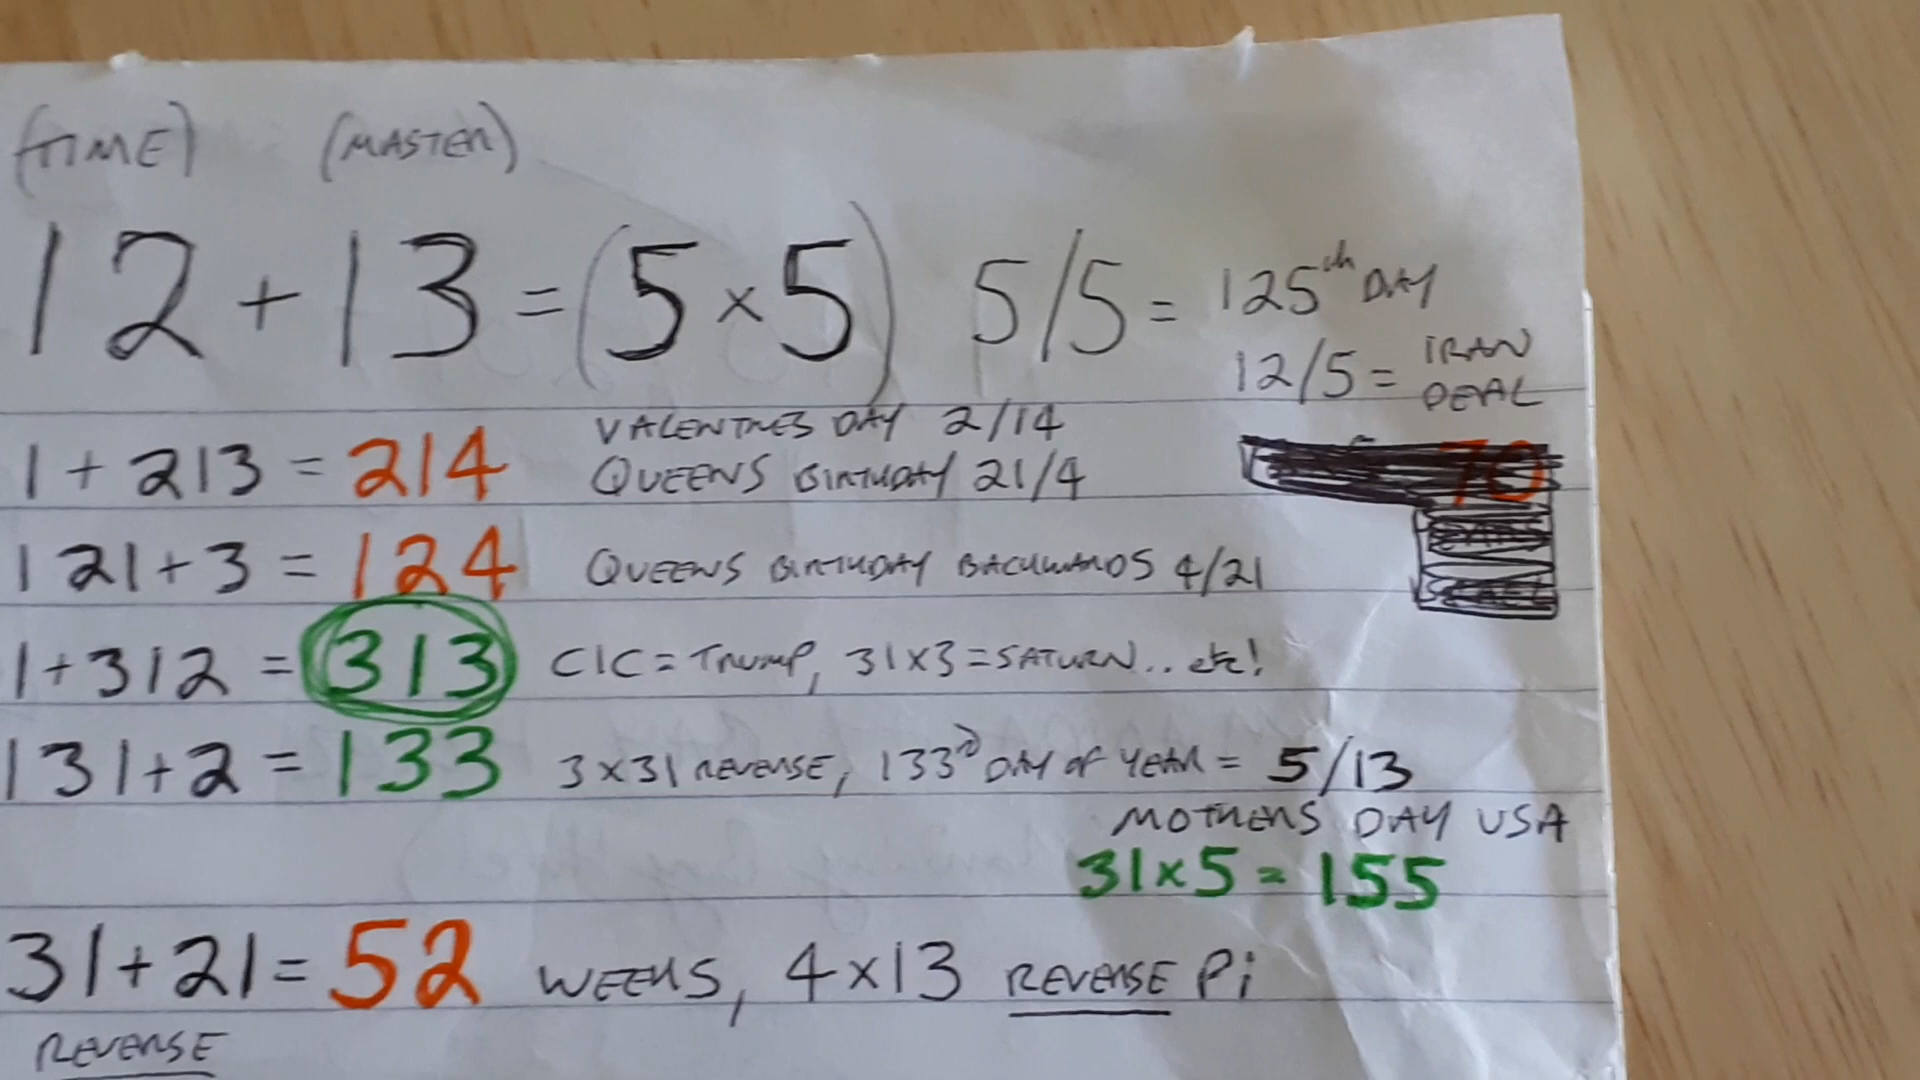 (TIME) (MASTER)
12 + 13 = (5 × 5) 5/5 = 125th DAY
12/5 = IRAN DEAL
1 + 213 = 214 VALENTINES DAY 2/14
QUEENS BIRTHDAY 21/4
70
121 + 3 = 124 QUEENS BIRTHDAY BACKWARDS 4/21
1 + 312 = 313 CIC = TRUMP, 31×3 = SATURN.. etc!
131 + 2 = 133 3 × 31 REVERSE, 133RD DAY OF YEAR = 5/13
MOTHERS DAY USA
31 × 5 = 155
31 + 21 = 52 WEEKS, 4 × 13 REVERSE Pi
REVERSE